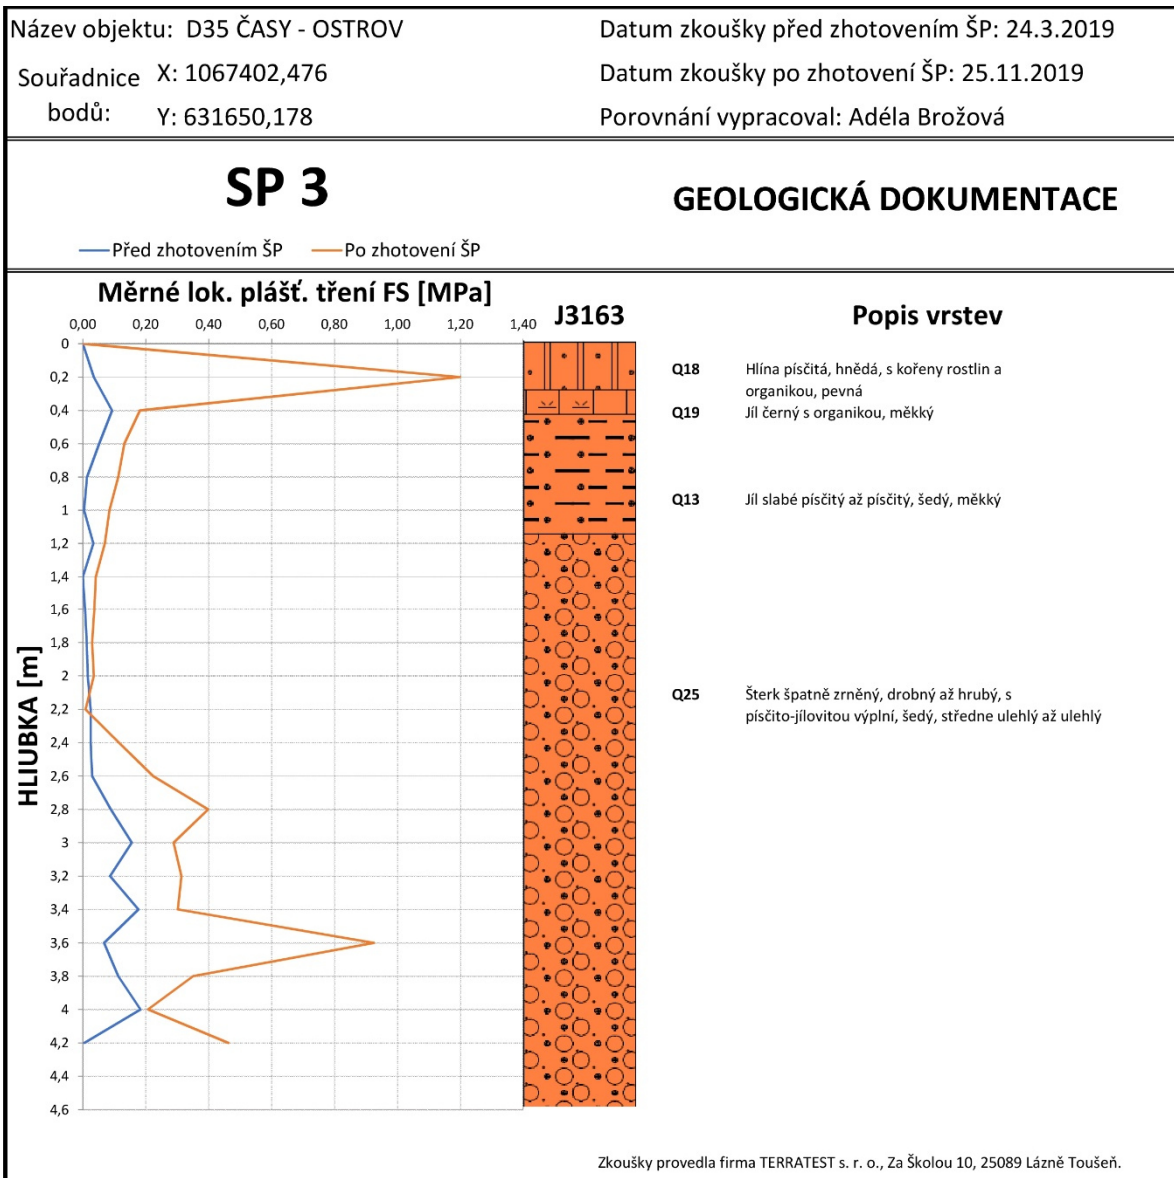 Název objektu: D35 ČASY - OSTROV
Datum zkoušky před zhotovením ŠP: 24.3.2019
Souřadnice bodů:
X: 1067402,476
Datum zkoušky po zhotovení ŠP: 25.11.2019
Y: 631650,178
Porovnání vypracoval: Adéla Brožová
SP 3
GEOLOGICKÁ DOKUMENTACE
Před zhotovením ŠP
Po zhotovení ŠP
Měrné lok. plášť. tření FS [MPa]
J3163
Popis vrstev
0,00 0,20 0,40 0,60 0,80 1,00 1,20 1,40
HLIUBKA [m]
0
0,2
0,4
0,6
0,8
1
1,2
1,4
1,6
1,8
2
2,2
2,4
2,6
2,8
3
3,2
3,4
3,6
3,8
4
4,2
4,4
4,6
Q18 Hlína písčitá, hnědá, s kořeny rostlin a
organikou, pevná
Q19 Jíl černý s organikou, měkký
Q13 Jíl slabé písčitý až písčitý, šedý, měkký
Q25 Šterk špatně zrněný, drobný až hrubý, s
písčito-jílovitou výplní, šedý, středne ulehlý až ulehlý
Zkoušky provedla firma TERRATEST s. r. o., Za Školou 10, 25089 Lázně Toušeň.